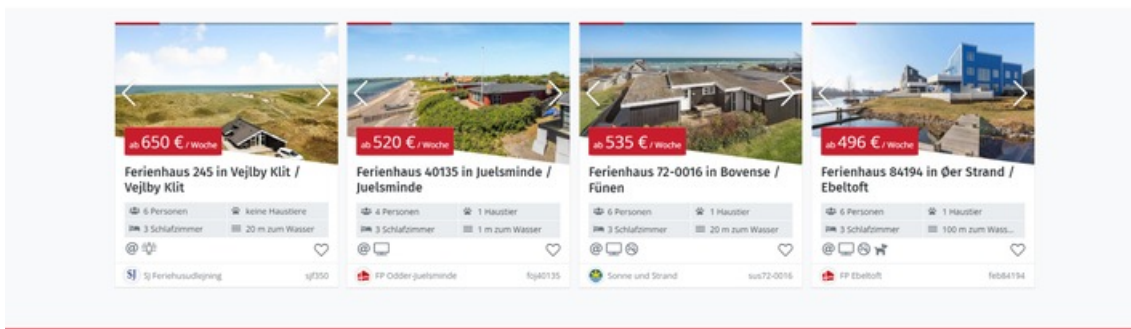 ab 650 € / Woche
Ferienhaus 245 in Vejlby Klit /
Vejlby Klit
6 Personen
keine Haustiere
3 Schlafzimmer
20 m zum Wasser
SJ
SJ Feriehusudlejning
sjf350
ab 520 € / Woche
Ferienhaus 40135 in Juelsminde /
Juelsminde
4 Personen
1 Haustier
3 Schlafzimmer
1 m zum Wasser
FP Odder-Juelsminde
foj40135
ab 535 € / Woche
Ferienhaus 72-0016 in Bovense /
Fünen
6 Personen
1 Haustier
3 Schlafzimmer
20 m zum Wasser
Sonne und Strand
sus72-0016
ab 496 € / Woche
Ferienhaus 84194 in Øer Strand /
Ebeltoft
6 Personen
1 Haustier
3 Schlafzimmer
100 m zum Wass...
FP Ebeltoft
feb84194